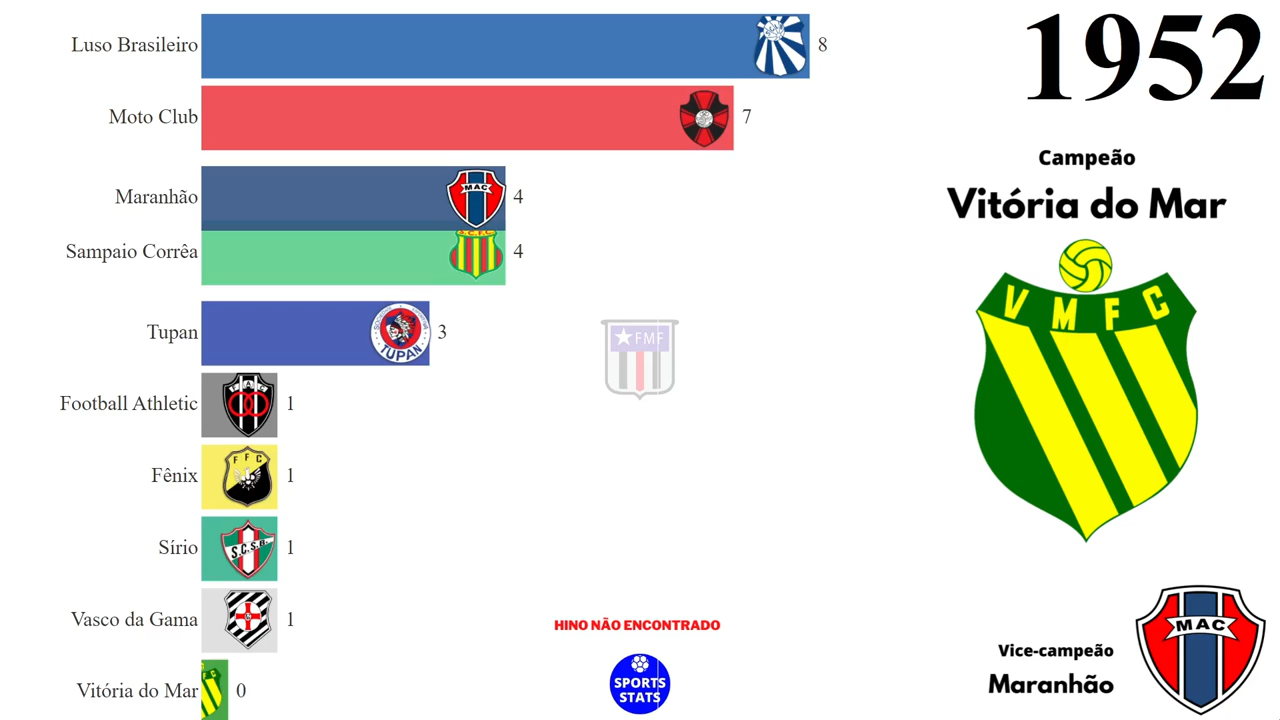 Luso Brasileiro 8
Moto Club 7
Maranhão MAC 4
Sampaio Corrêa S.C.F.C. 4
Tupan TUPAN 3
Football Athletic F A C 1
Fênix F F C 1
Sírio S.C.S.B. 1
Vasco da Gama 1
Vitória do Mar 0
FMF
HINO NÃO ENCONTRADO
SPORTS
STATS
1952
Campeão
Vitória do Mar
V M F C
Vice-campeão
Maranhão
MAC